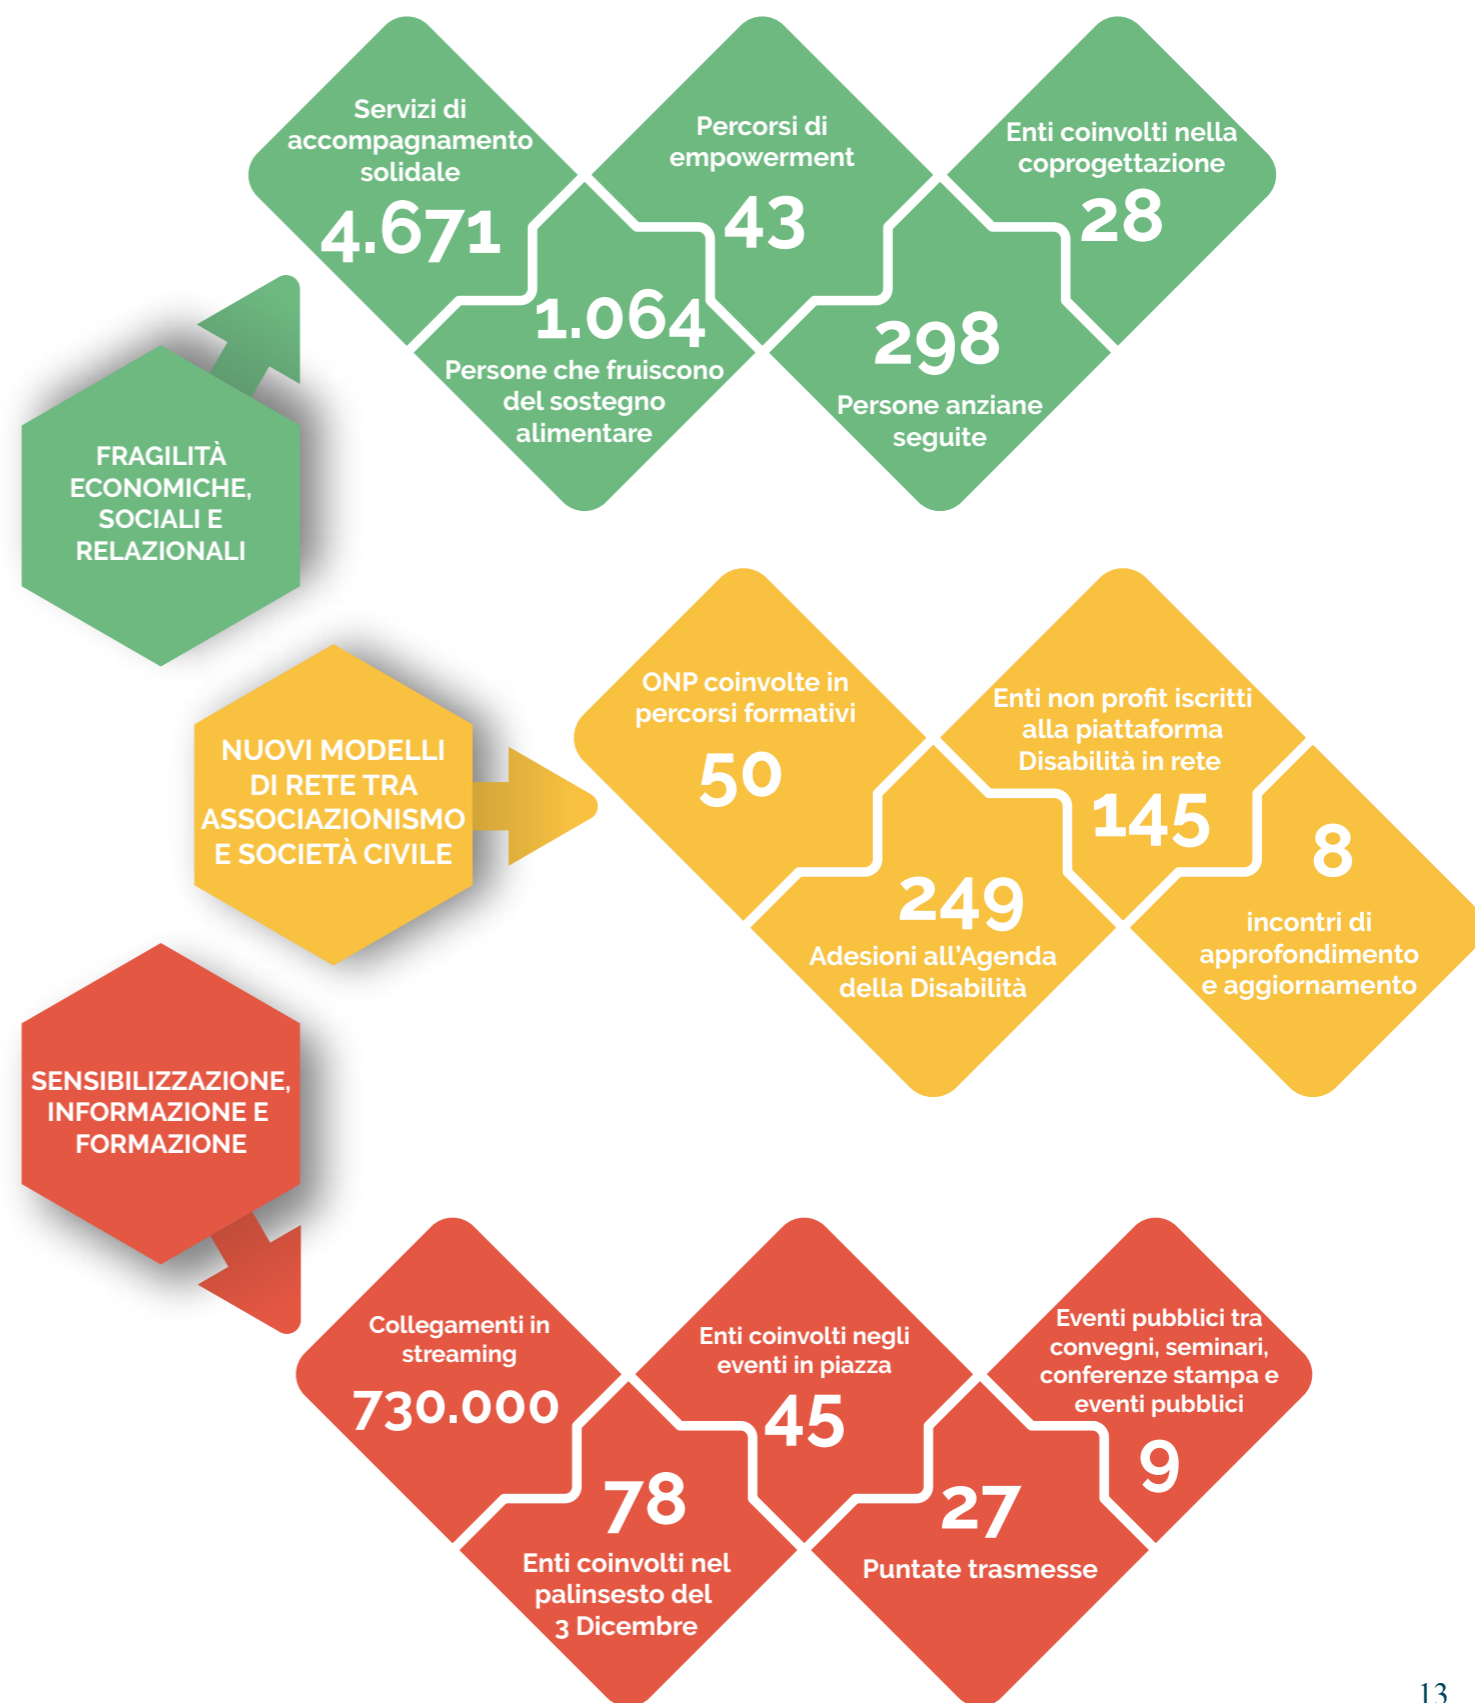 Servizi di
accompagnamento
solidale
4.671
Percorsi di
empowerment
43
Enti coinvolti nella
coprogettazione
28
1.064
Persone che fruiscono
del sostegno
alimentare
298
Persone anziane
seguite
FRAGILITÀ
ECONOMICHE,
SOCIALI E
RELAZIONALI
NUOVI MODELLI
DI RETE TRA
ASSOCIAZIONISMO
E SOCIETÀ CIVILE
ONP coinvolte in
percorsi formativi
50
Enti non profit iscritti
alla piattaforma
Disabilità in rete
145
249
Adesioni all'Agenda
della Disabilità
8
incontri di
approfondimento
e aggiornamento
SENSIBILIZZAZIONE,
INFORMAZIONE E
FORMAZIONE
Collegamenti in
streaming
730.000
Enti coinvolti negli
eventi in piazza
45
Eventi pubblici tra
convegni, seminari,
conferenze stampa e
eventi pubblici
9
78
Enti coinvolti nel
palinsesto del
3 Dicembre
27
Puntate trasmesse
13